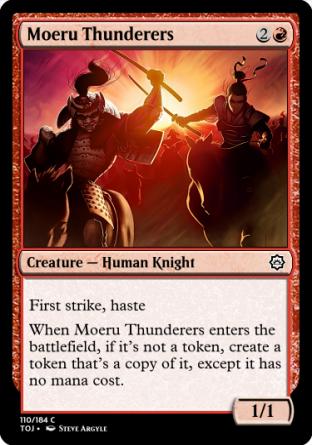 Moeru Thunderers 2
Creature — Human Knight
First strike, haste
When Moeru Thunderers enters the
battlefield, if it's not a token, create a
token that's a copy of it, except it has
no mana cost.
1/1
110/184 C
TOJ • Steve Argyle